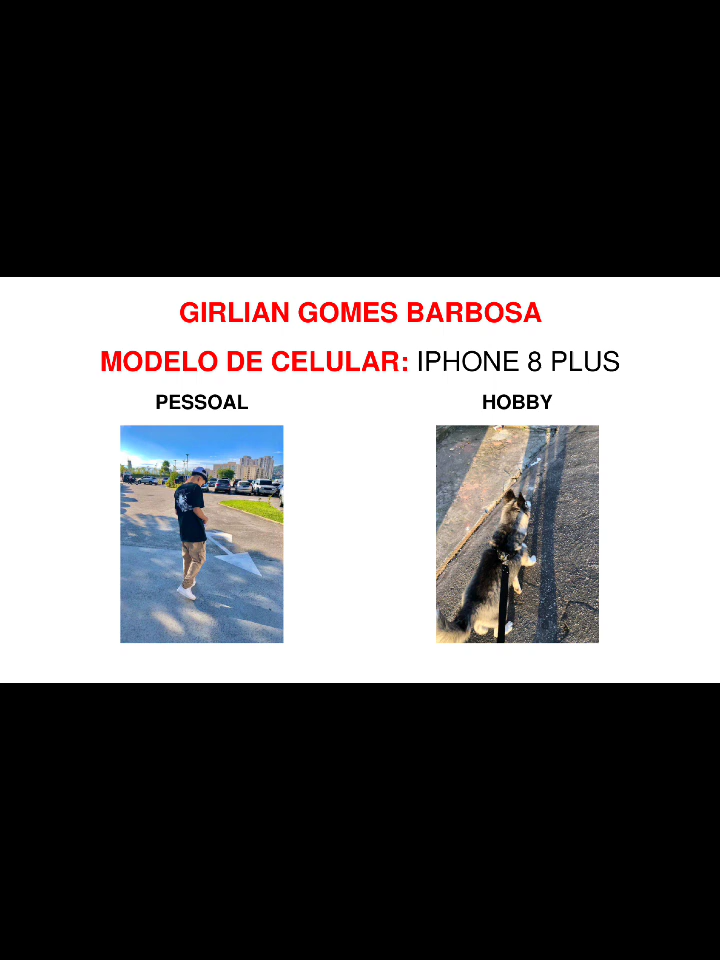 GIRLIAN GOMES BARBOSA
MODELO DE CELULAR: IPHONE 8 PLUS
PESSOAL
HOBBY